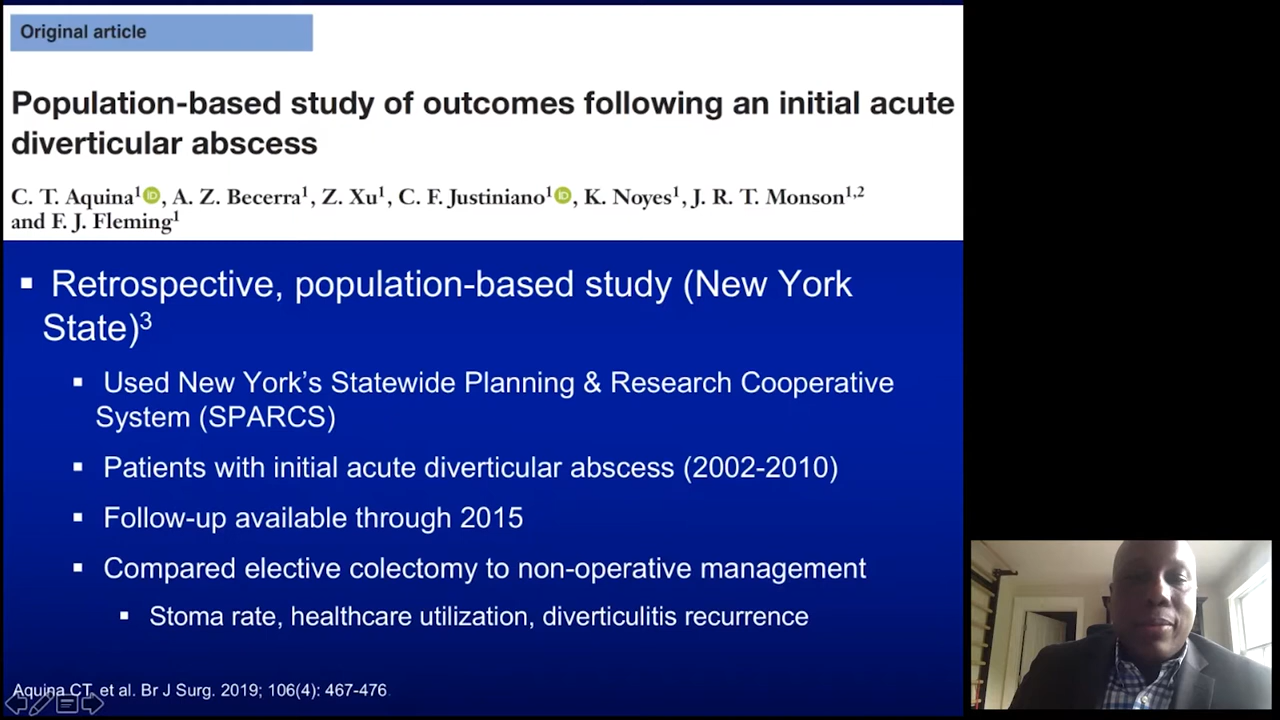 Original article
Population-based study of outcomes following an initial acute
diverticular abscess
C. T. Aquina¹, A. Z. Becerra¹, Z. Xu¹, C. F. Justiniano¹, K. Noyes¹, J. R. T. Monson¹,²
and F. J. Fleming¹
▪ Retrospective, population-based study (New York
State)³
▪ Used New York’s Statewide Planning & Research Cooperative
System (SPARCS)
▪ Patients with initial acute diverticular abscess (2002-2010)
▪ Follow-up available through 2015
▪ Compared elective colectomy to non-operative management
▪ Stoma rate, healthcare utilization, diverticulitis recurrence
Aquina CT, et al. Br J Surg. 2019; 106(4): 467-476